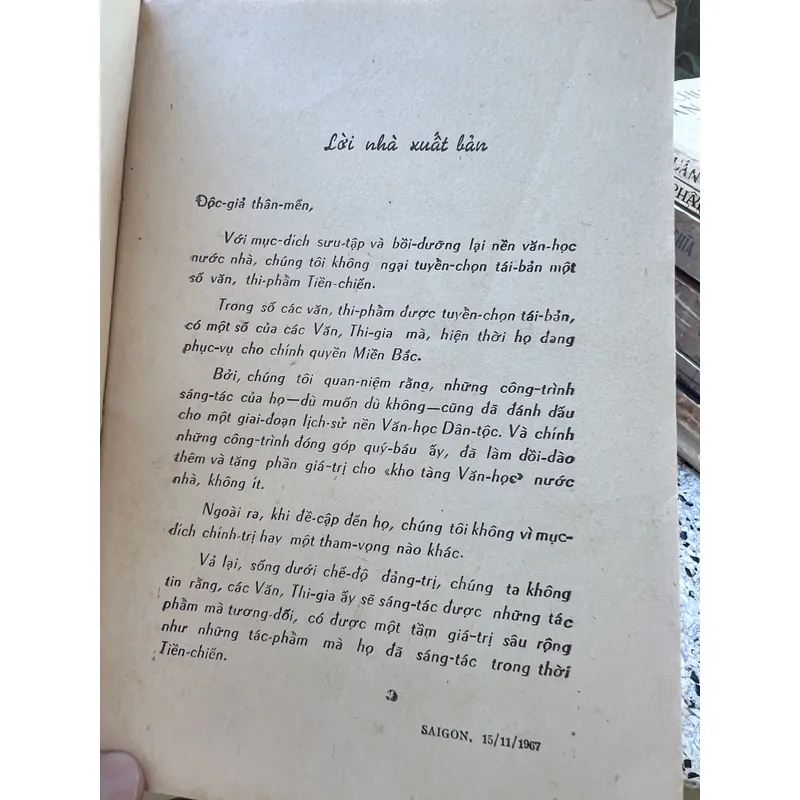 Lời nhà xuất bản
Độc-giả thân-mến,
Với mục-đích sưu-tập và bồi-dưỡng lại nền văn-học
nước nhà, chúng tôi không ngại tuyển-chọn tái-bản một
số văn, thi-phẩm Tiền-chiến.
Trong số các văn, thi-phẩm được tuyển-chọn tái-bản,
có một số của các Văn, Thi-gia mà, hiện thời họ đang
phục-vụ cho chính quyền Miền Bắc.
Bởi, chúng tôi quan-niệm rằng, những công-trình
sáng-tác của họ—dù muốn dù không—cũng đã đánh dấu
cho một giai-đoạn lịch-sử nền Văn-học Dân-tộc. Và chính
những công-trình đóng góp quý-báu ấy, đã làm dồi-dào
thêm và tăng phần giá-trị cho «kho tàng Văn-học» nước
nhà, không ít.
Ngoài ra, khi đề-cập đến họ, chúng tôi không vì mục-
đích chính-trị hay một tham-vọng nào khác.
Vả lại, sống dưới chế-độ đảng-trị, chúng ta không
tin rằng, các Văn, Thi-gia ấy sẽ sáng-tác được những tác
phẩm mà tương-đối, có được một tầm giá-trị sâu rộng
như những tác-phẩm mà họ đã sáng-tác trong thời
Tiền-chiến.
SAIGON, 15/11/1967